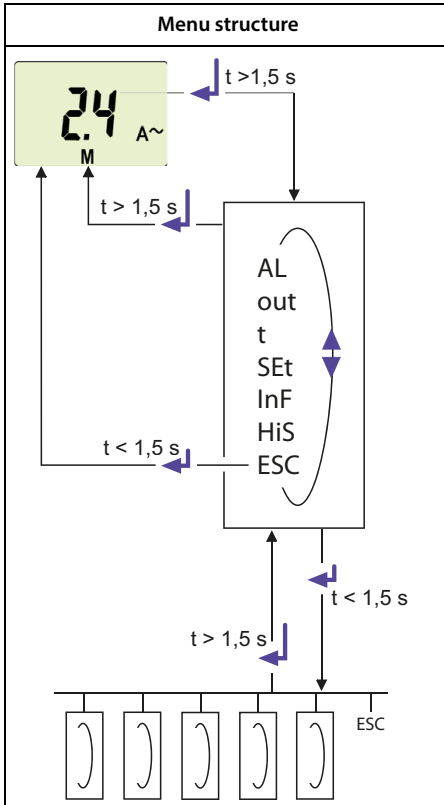 Menu structure
t >1,5 s
2.4
A~
M
t > 1,5 s
AL
out
t
SEt
InF
HiS
ESC
t < 1,5 s
t < 1,5 s
t > 1,5 s
ESC